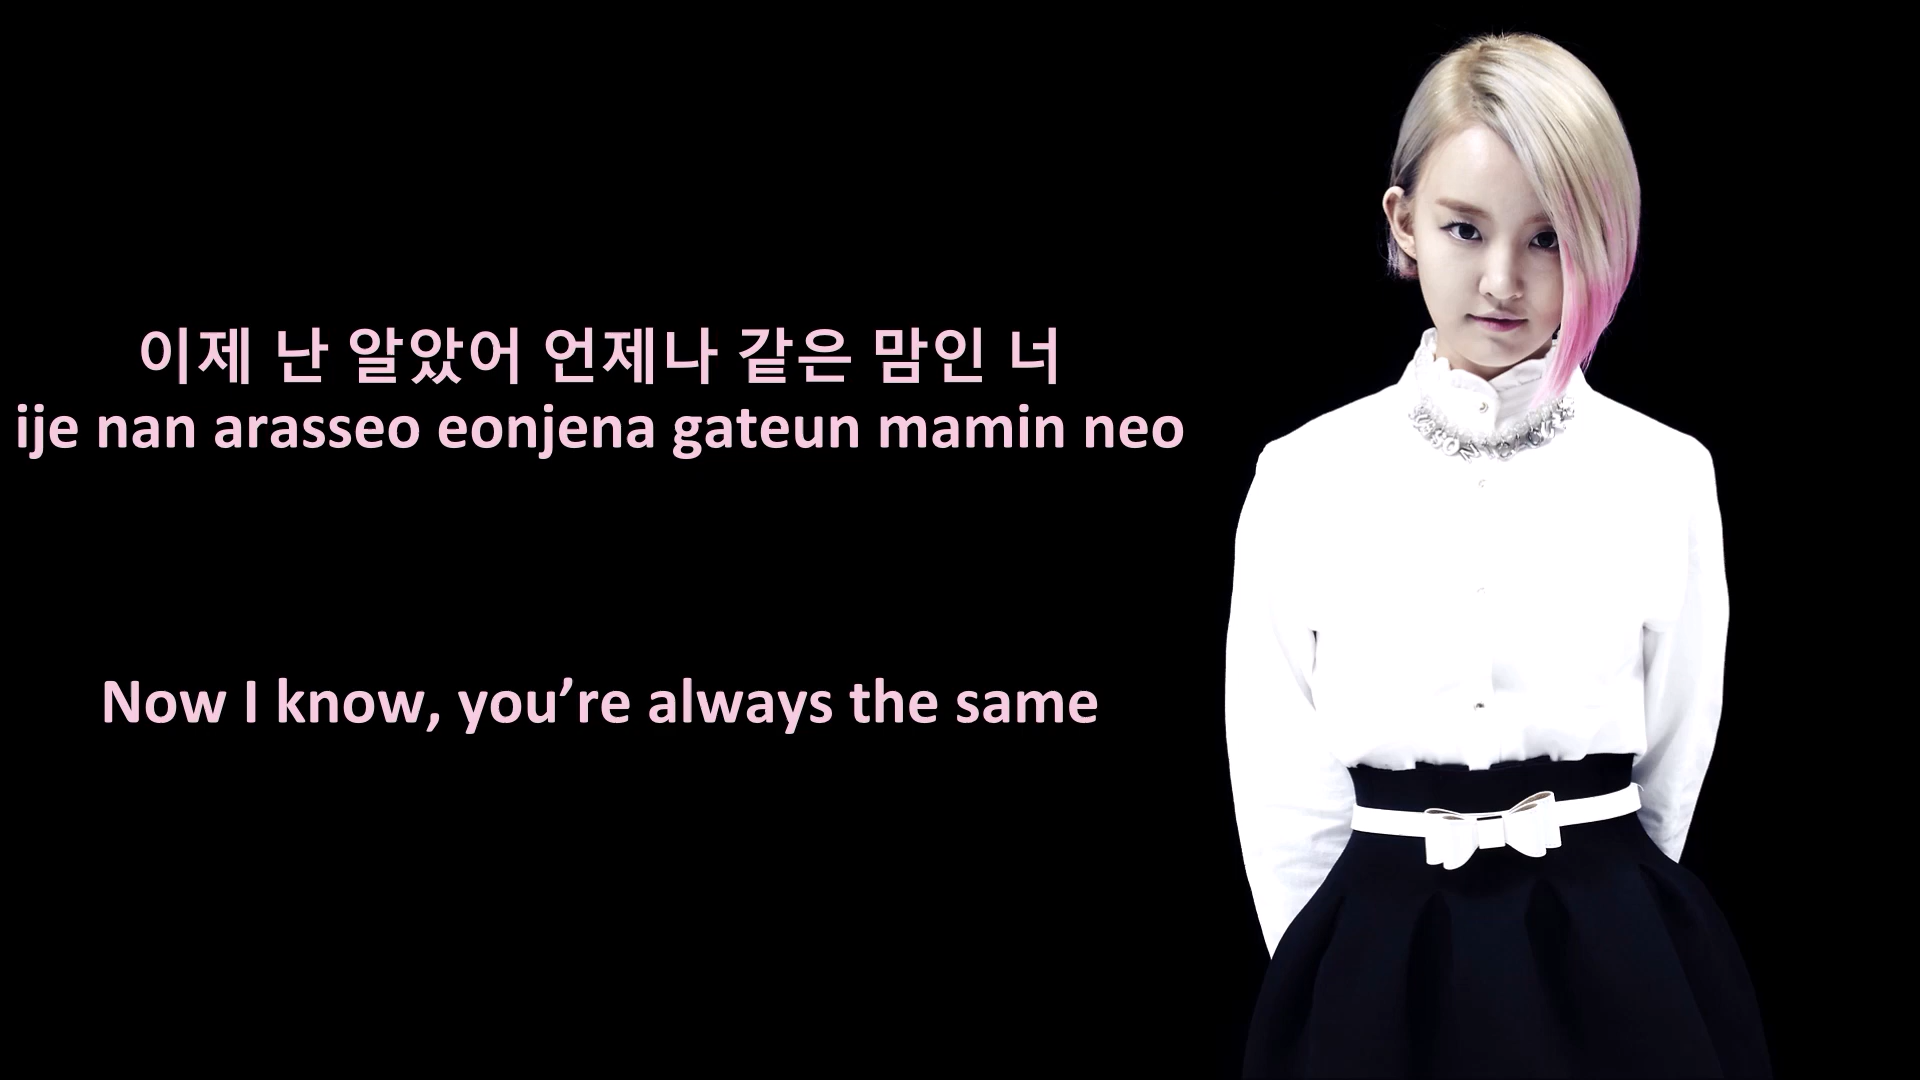 이제 난 알았어 언제나 같은 맘인 너
ije nan arasseo eonjena gateun mamin neo
Now I know, you’re always the same